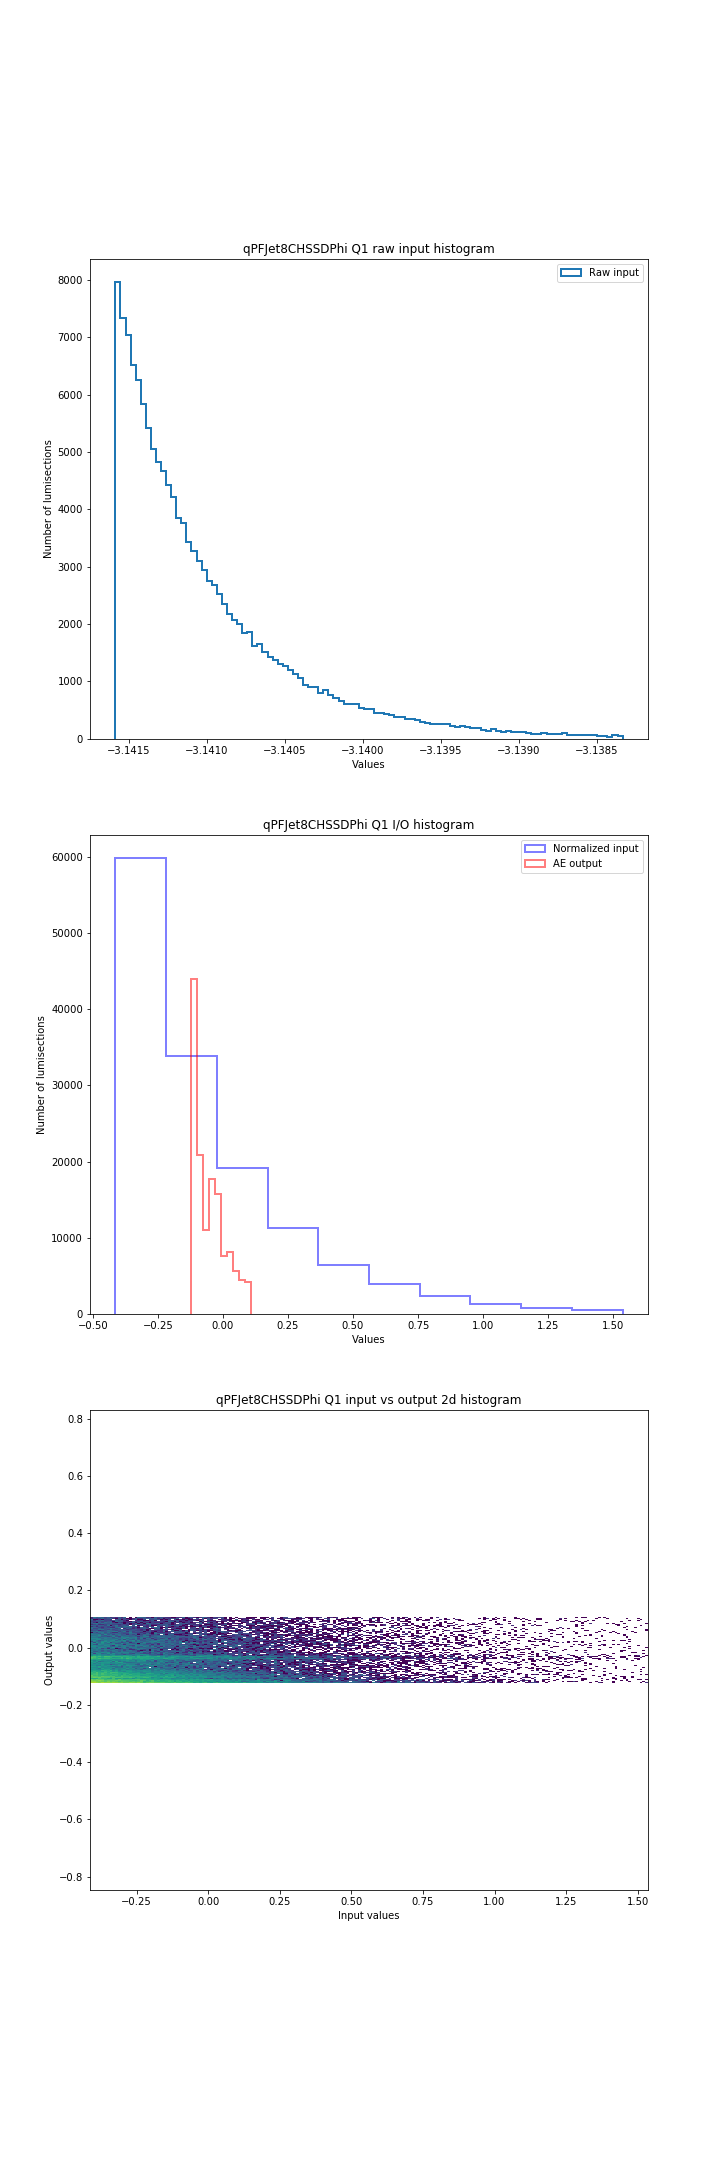 qPFJet8CHSSDPhi Q1 raw input histogram
Raw input
8000
7000
6000
5000
4000
3000
2000
1000
0
Number of lumisections
−3.1415 −3.1410 −3.1405 −3.1400 −3.1395 −3.1390 −3.1385
Values
qPFJet8CHSSDPhi Q1 I/O histogram
Normalized input
AE output
60000
50000
40000
30000
20000
10000
0
Number of lumisections
−0.50 −0.25 0.00 0.25 0.50 0.75 1.00 1.25 1.50
Values
qPFJet8CHSSDPhi Q1 input vs output 2d histogram
0.8
0.6
0.4
0.2
0.0
−0.2
−0.4
−0.6
−0.8
Output values
−0.25 0.00 0.25 0.50 0.75 1.00 1.25 1.50
Input values